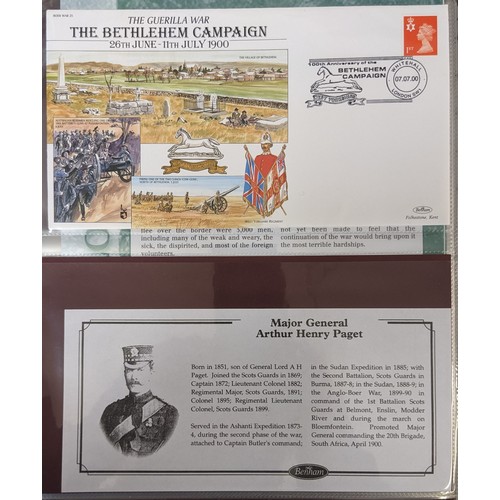 BOER WAR 21
THE GUERILLA WAR
THE BETHLEHEM CAMPAIGN
26TH JUNE - 11TH JULY 1900
THE VILLAGE OF BETHLEHEM
100th Anniversary of the
BETHLEHEM
CAMPAIGN
WEST YORKSHIRE
WHITEHALL
07.07.00
LONDON SW1
1ST
WEST YORKSHIRE REGIMENT
Benham
Folkestone, Kent
flee over the border were 3,000 men,
including many of the weak and weary, the
sick, the dispirited, and most of the foreign
volunteers.
not yet been made to feel that the
continuation of the war would bring upon it
the most terrible hardships.
Major General
Arthur Henry Paget
Born in 1851, son of General Lord A H
Paget. Joined the Scots Guards in 1869;
Captain 1872; Lieutenant Colonel 1882;
Regimental Major, Scots Guards, 1891;
Colonel 1895; Regimental Lieutenant
Colonel, Scots Guards 1899.
Served in the Ashanti Expedition 1873-
4, during the second phase of the war,
attached to Captain Butler's command;
in the Sudan Expedition in 1885; with
the Second Battalion, Scots Guards in
Burma, 1887-8; in the Sudan, 1888-9; in
the Anglo-Boer War, 1899-90 in
command of the 1st Battalion Scots
Guards at Belmont, Enslin, Modder
River and during the march on
Bloemfontein. Promoted Major
General commanding the 20th Brigade,
South Africa, April 1900.
Benham